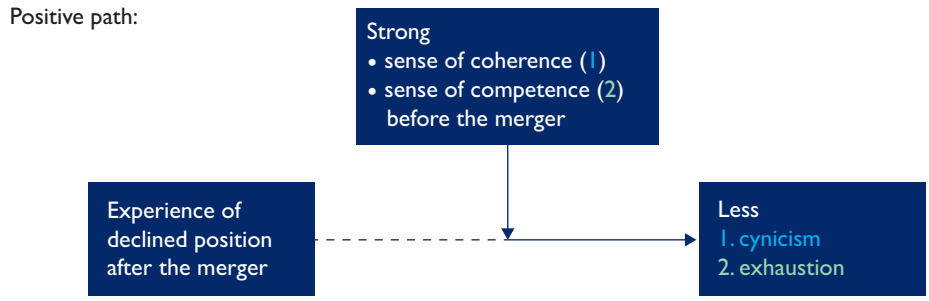 Positive path:
Strong
• sense of coherence (1)
• sense of competence (2)
before the merger
Experience of
declined position
after the merger
Less
1. cynicism
2. exhaustion